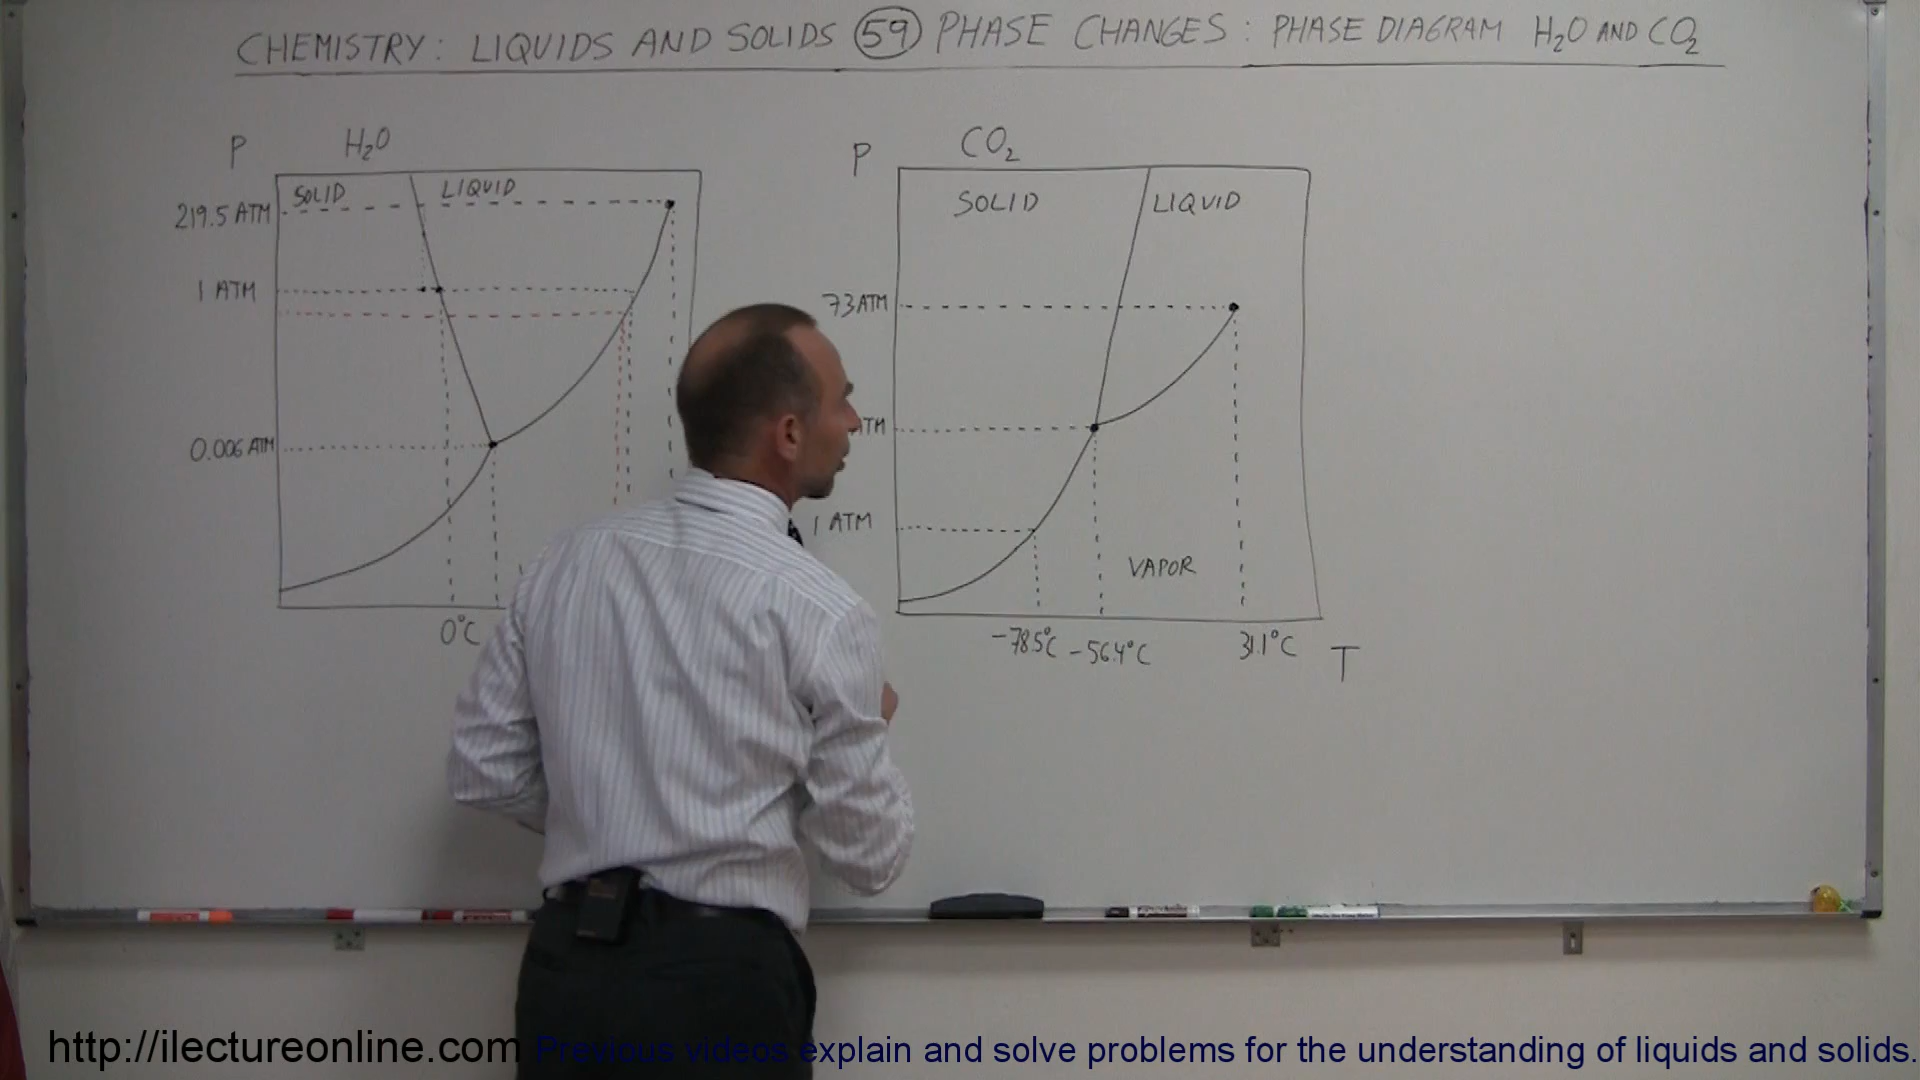 CHEMISTRY: LIQUIDS AND SOLIDS 59 PHASE CHANGES: PHASE DIAGRAM H₂O AND CO₂
P H₂O
SOLID LIQUID
219.5 ATM
1 ATM
0.006 ATM
0°C
P CO₂
SOLID LIQUID
73 ATM
ATM
1 ATM
VAPOR
-78.5°C -56.4°C 31.1°C T
http://ilectureonline.com Previous videos explain and solve problems for the understanding of liquids and solids.